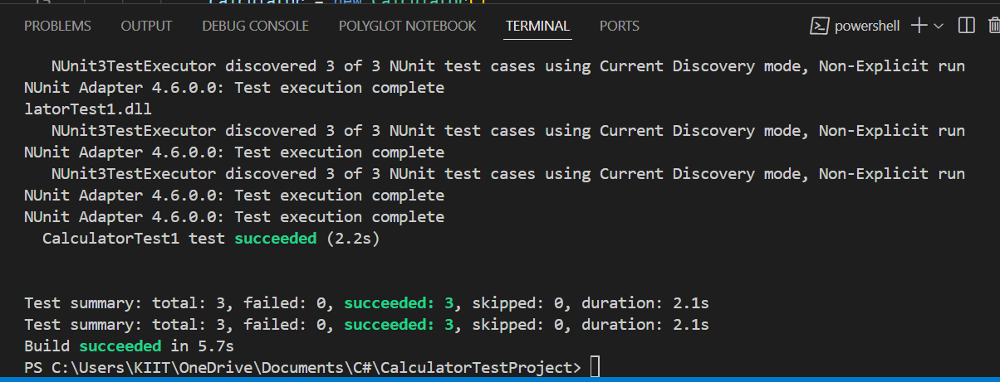 15 calculator = new Calculator()
PROBLEMS OUTPUT DEBUG CONSOLE POLYGLOT NOTEBOOK TERMINAL PORTS powershell
NUnit3TestExecutor discovered 3 of 3 NUnit test cases using Current Discovery mode, Non-Explicit run
NUnit Adapter 4.6.0.0: Test execution complete
latorTest1.dll
NUnit3TestExecutor discovered 3 of 3 NUnit test cases using Current Discovery mode, Non-Explicit run
NUnit Adapter 4.6.0.0: Test execution complete
NUnit3TestExecutor discovered 3 of 3 NUnit test cases using Current Discovery mode, Non-Explicit run
NUnit Adapter 4.6.0.0: Test execution complete
NUnit Adapter 4.6.0.0: Test execution complete
CalculatorTest1 test succeeded (2.2s)
Test summary: total: 3, failed: 0, succeeded: 3, skipped: 0, duration: 2.1s
Test summary: total: 3, failed: 0, succeeded: 3, skipped: 0, duration: 2.1s
Build succeeded in 5.7s
PS C:\Users\KIIT\OneDrive\Documents\C#\CalculatorTestProject>